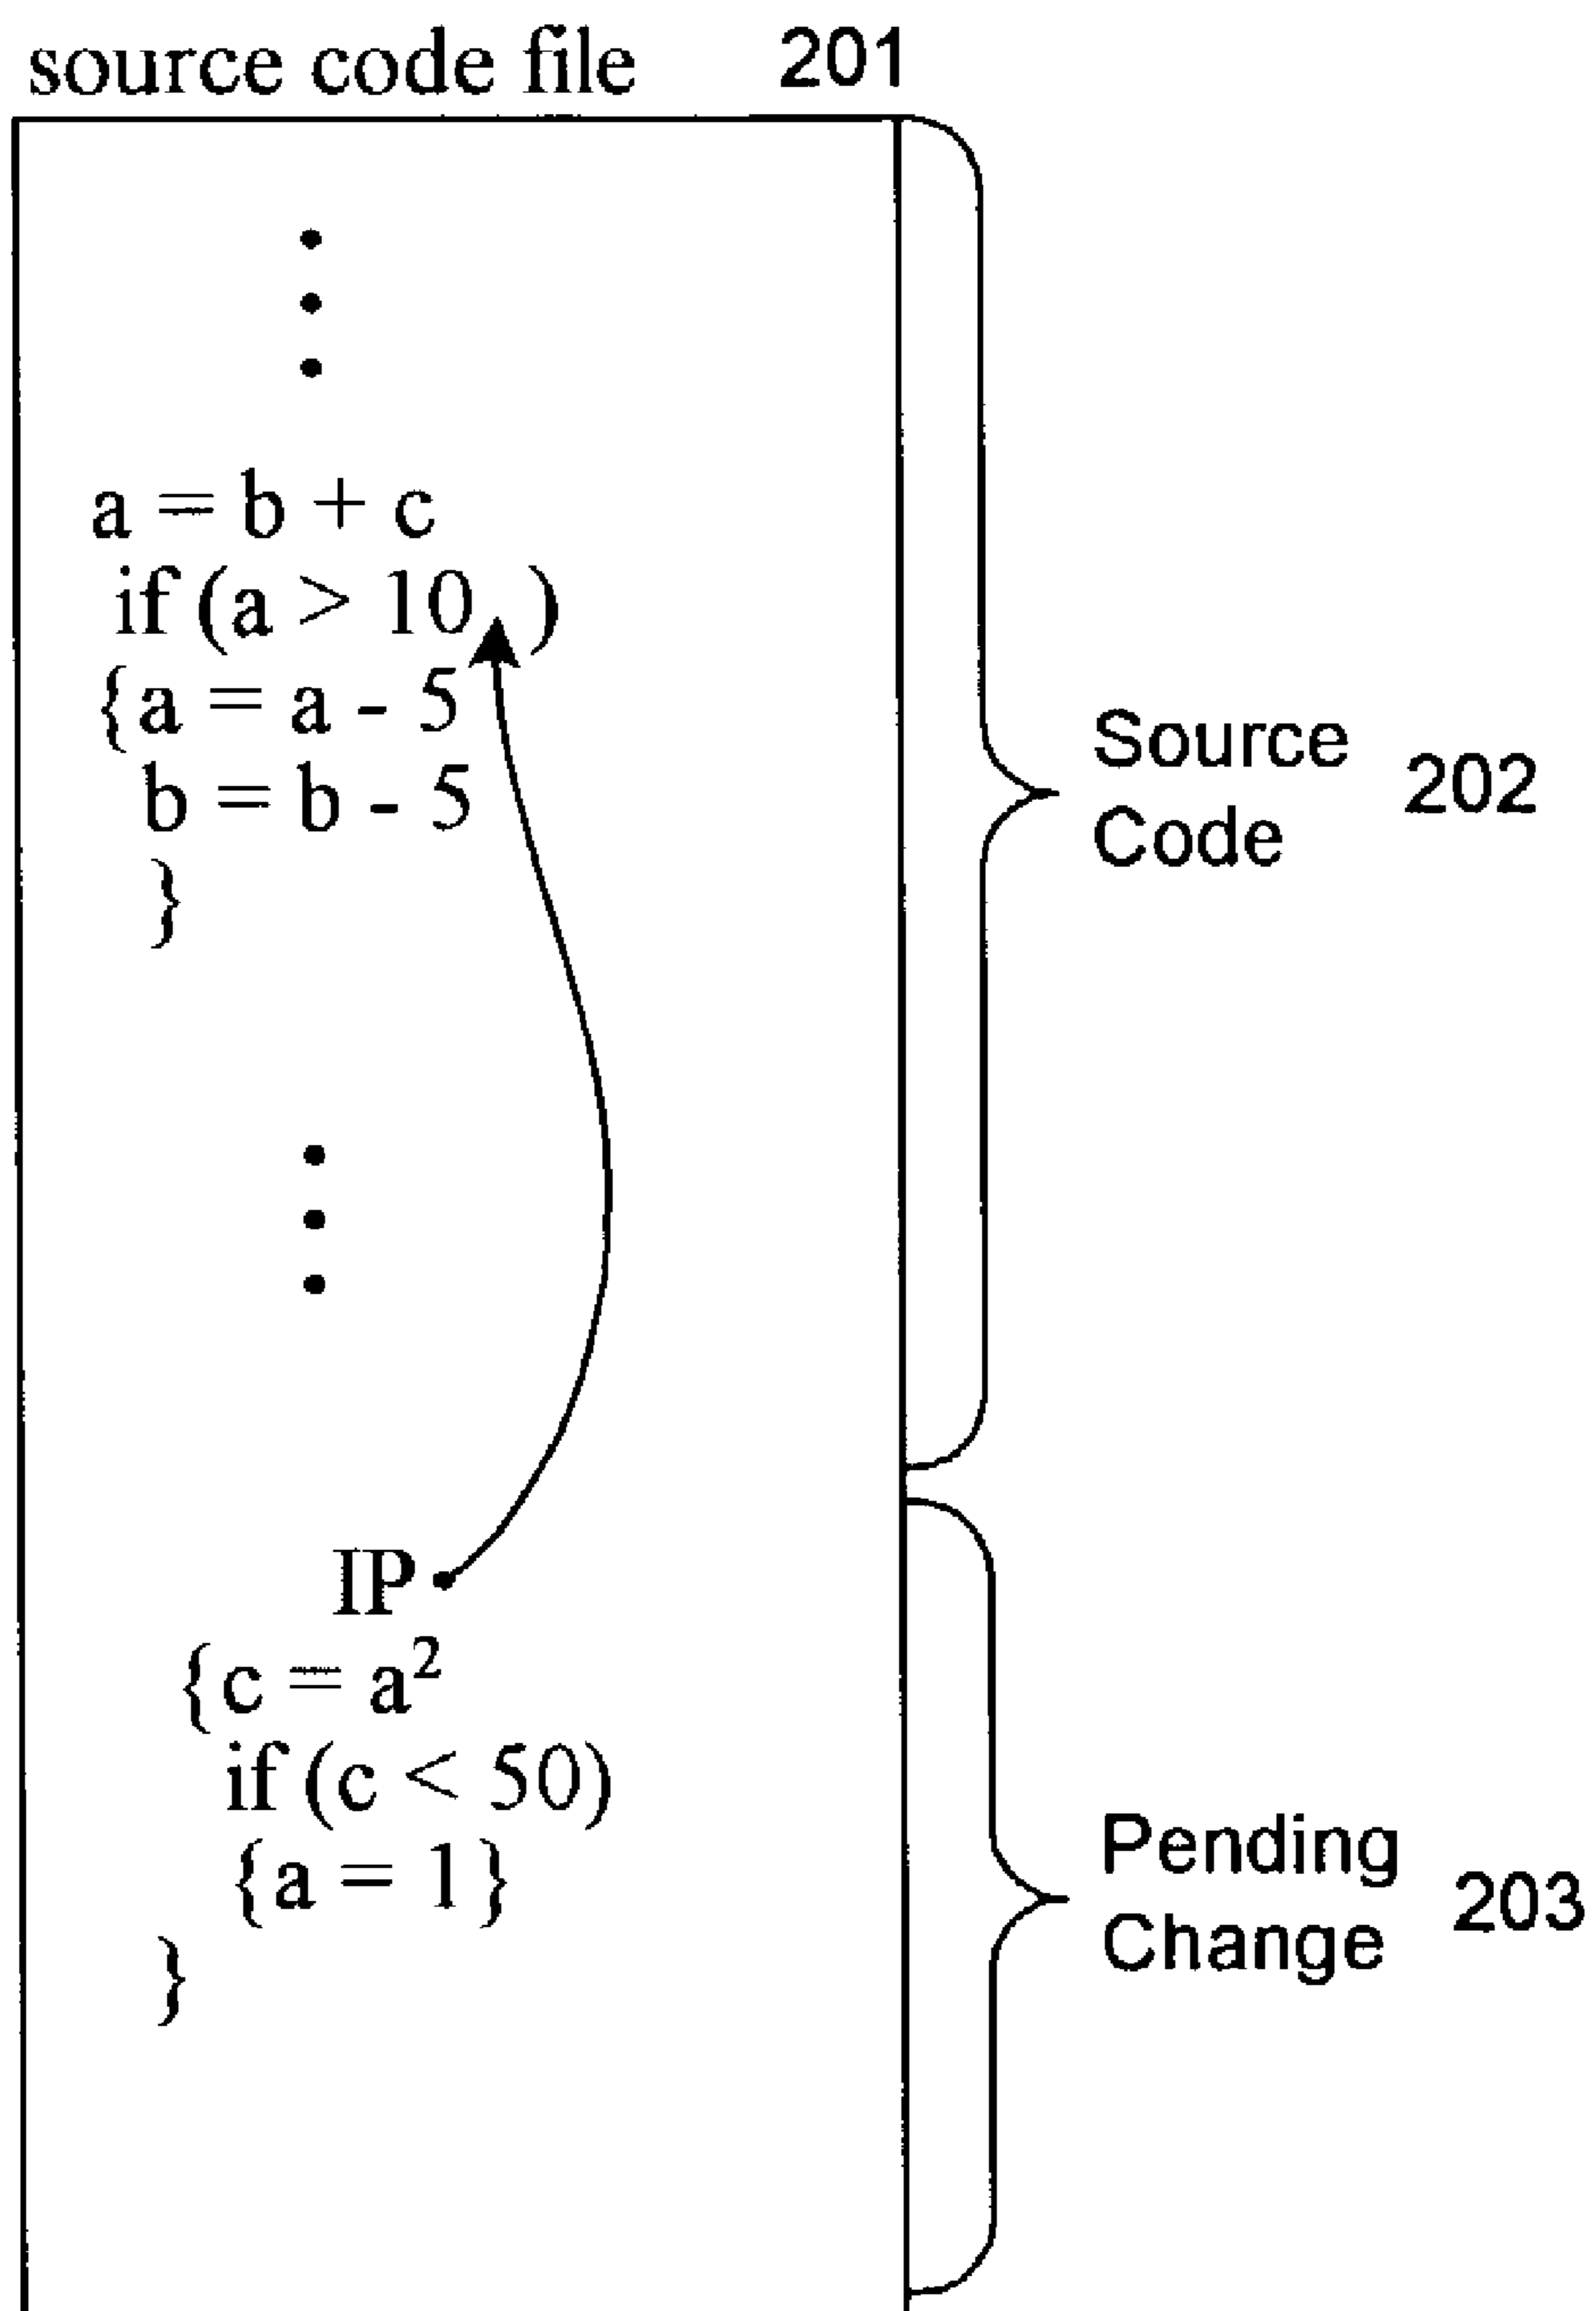 source code file 201
a = b + c
if (a > 10 )
{a = a - 5
b = b - 5
}
Source
Code 202
IP
{c = a²
if (c < 50)
{a = 1}
}
Pending
Change 203